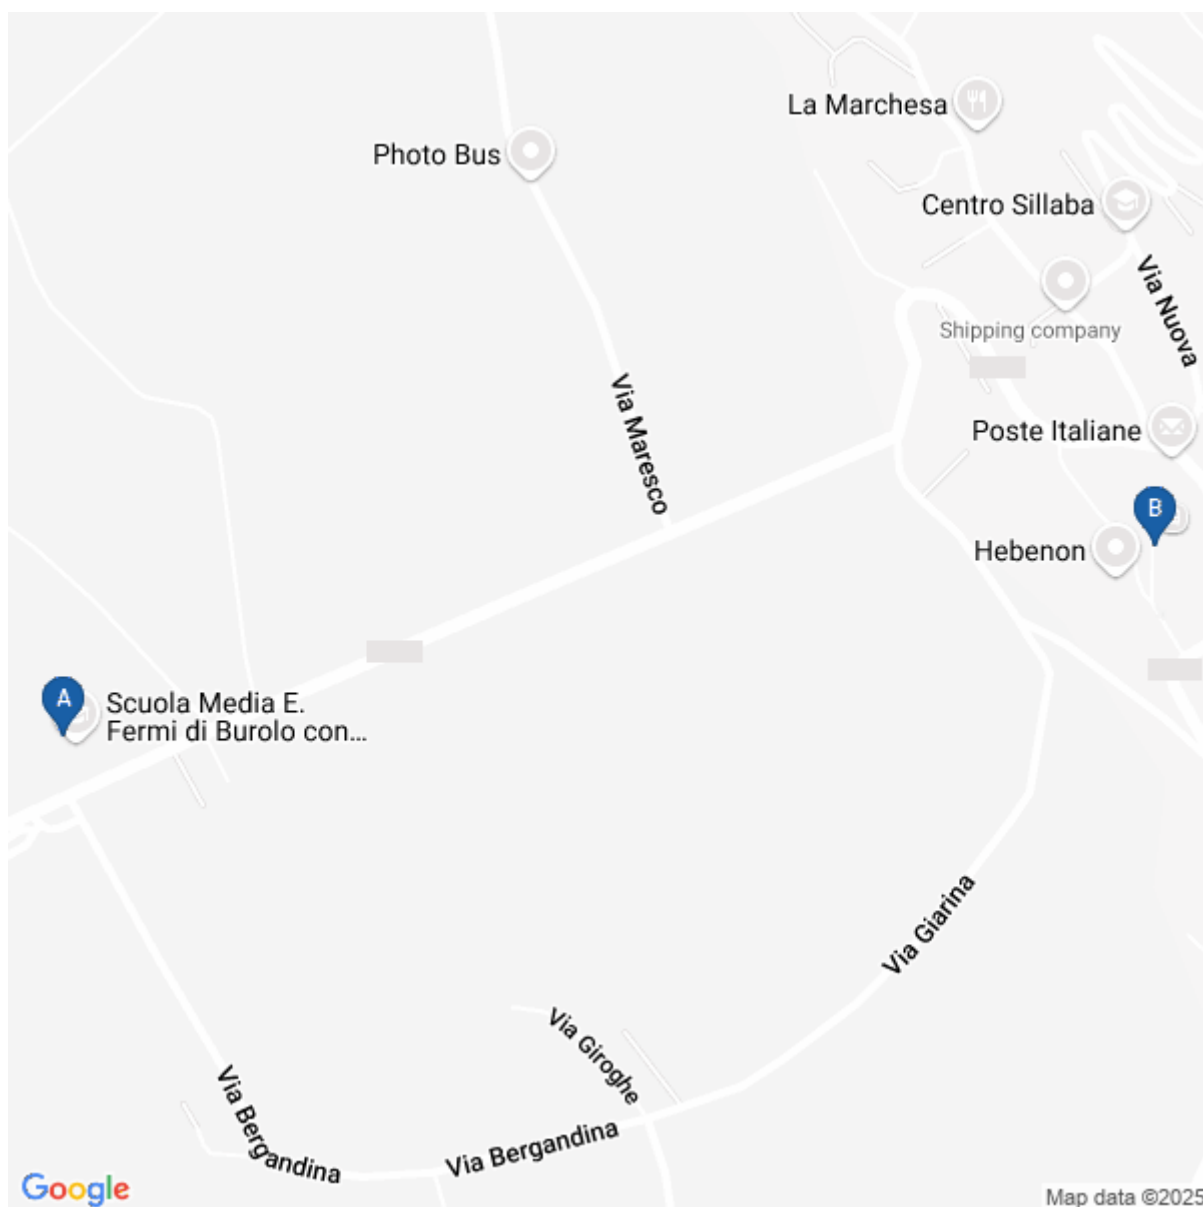 La Marchesa
Photo Bus
Centro Sillaba
Via Nuova
Shipping company
Via Maresco
Poste Italiane
B
Hebenon
A
Scuola Media E.
Fermi di Burolo con...
Via Giarina
Via Giroghe
Via Bergandina
Via Bergandina
Google
Map data ©2025